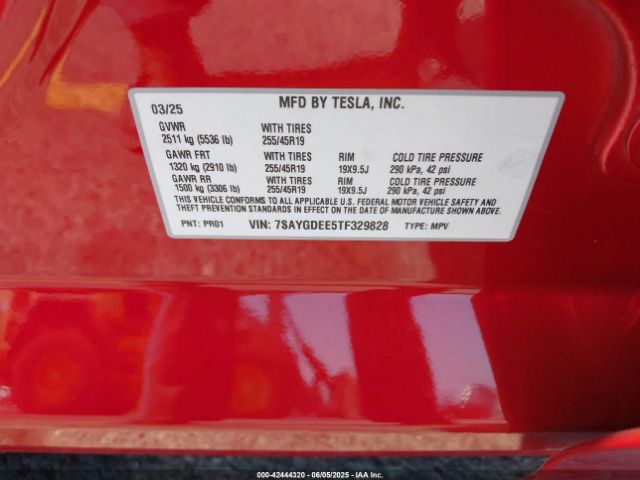 03/25 MFD BY TESLA, INC.
GVWR WITH TIRES
2511 kg (5536 lb) 255/45R19
GAWR FRT WITH TIRES RIM COLD TIRE PRESSURE
1320 kg (2910 lb) 255/45R19 19X9.5J 290 kPa, 42 psi
GAWR RR WITH TIRES RIM COLD TIRE PRESSURE
1500 kg (3306 lb) 255/45R19 19X9.5J 290 kPa, 42 psi
THIS VEHICLE CONFORMS TO ALL APPLICABLE U.S. FEDERAL MOTOR VEHICLE SAFETY AND
THEFT PREVENTION STANDARDS IN EFFECT ON THE DATE OF MANUFACTURE SHOWN ABOVE.
PNT: PR01 VIN: 7SAYGDEE5TF329828 TYPE: MPV
000-42444320 - 06/05/2025 - IAA Inc.